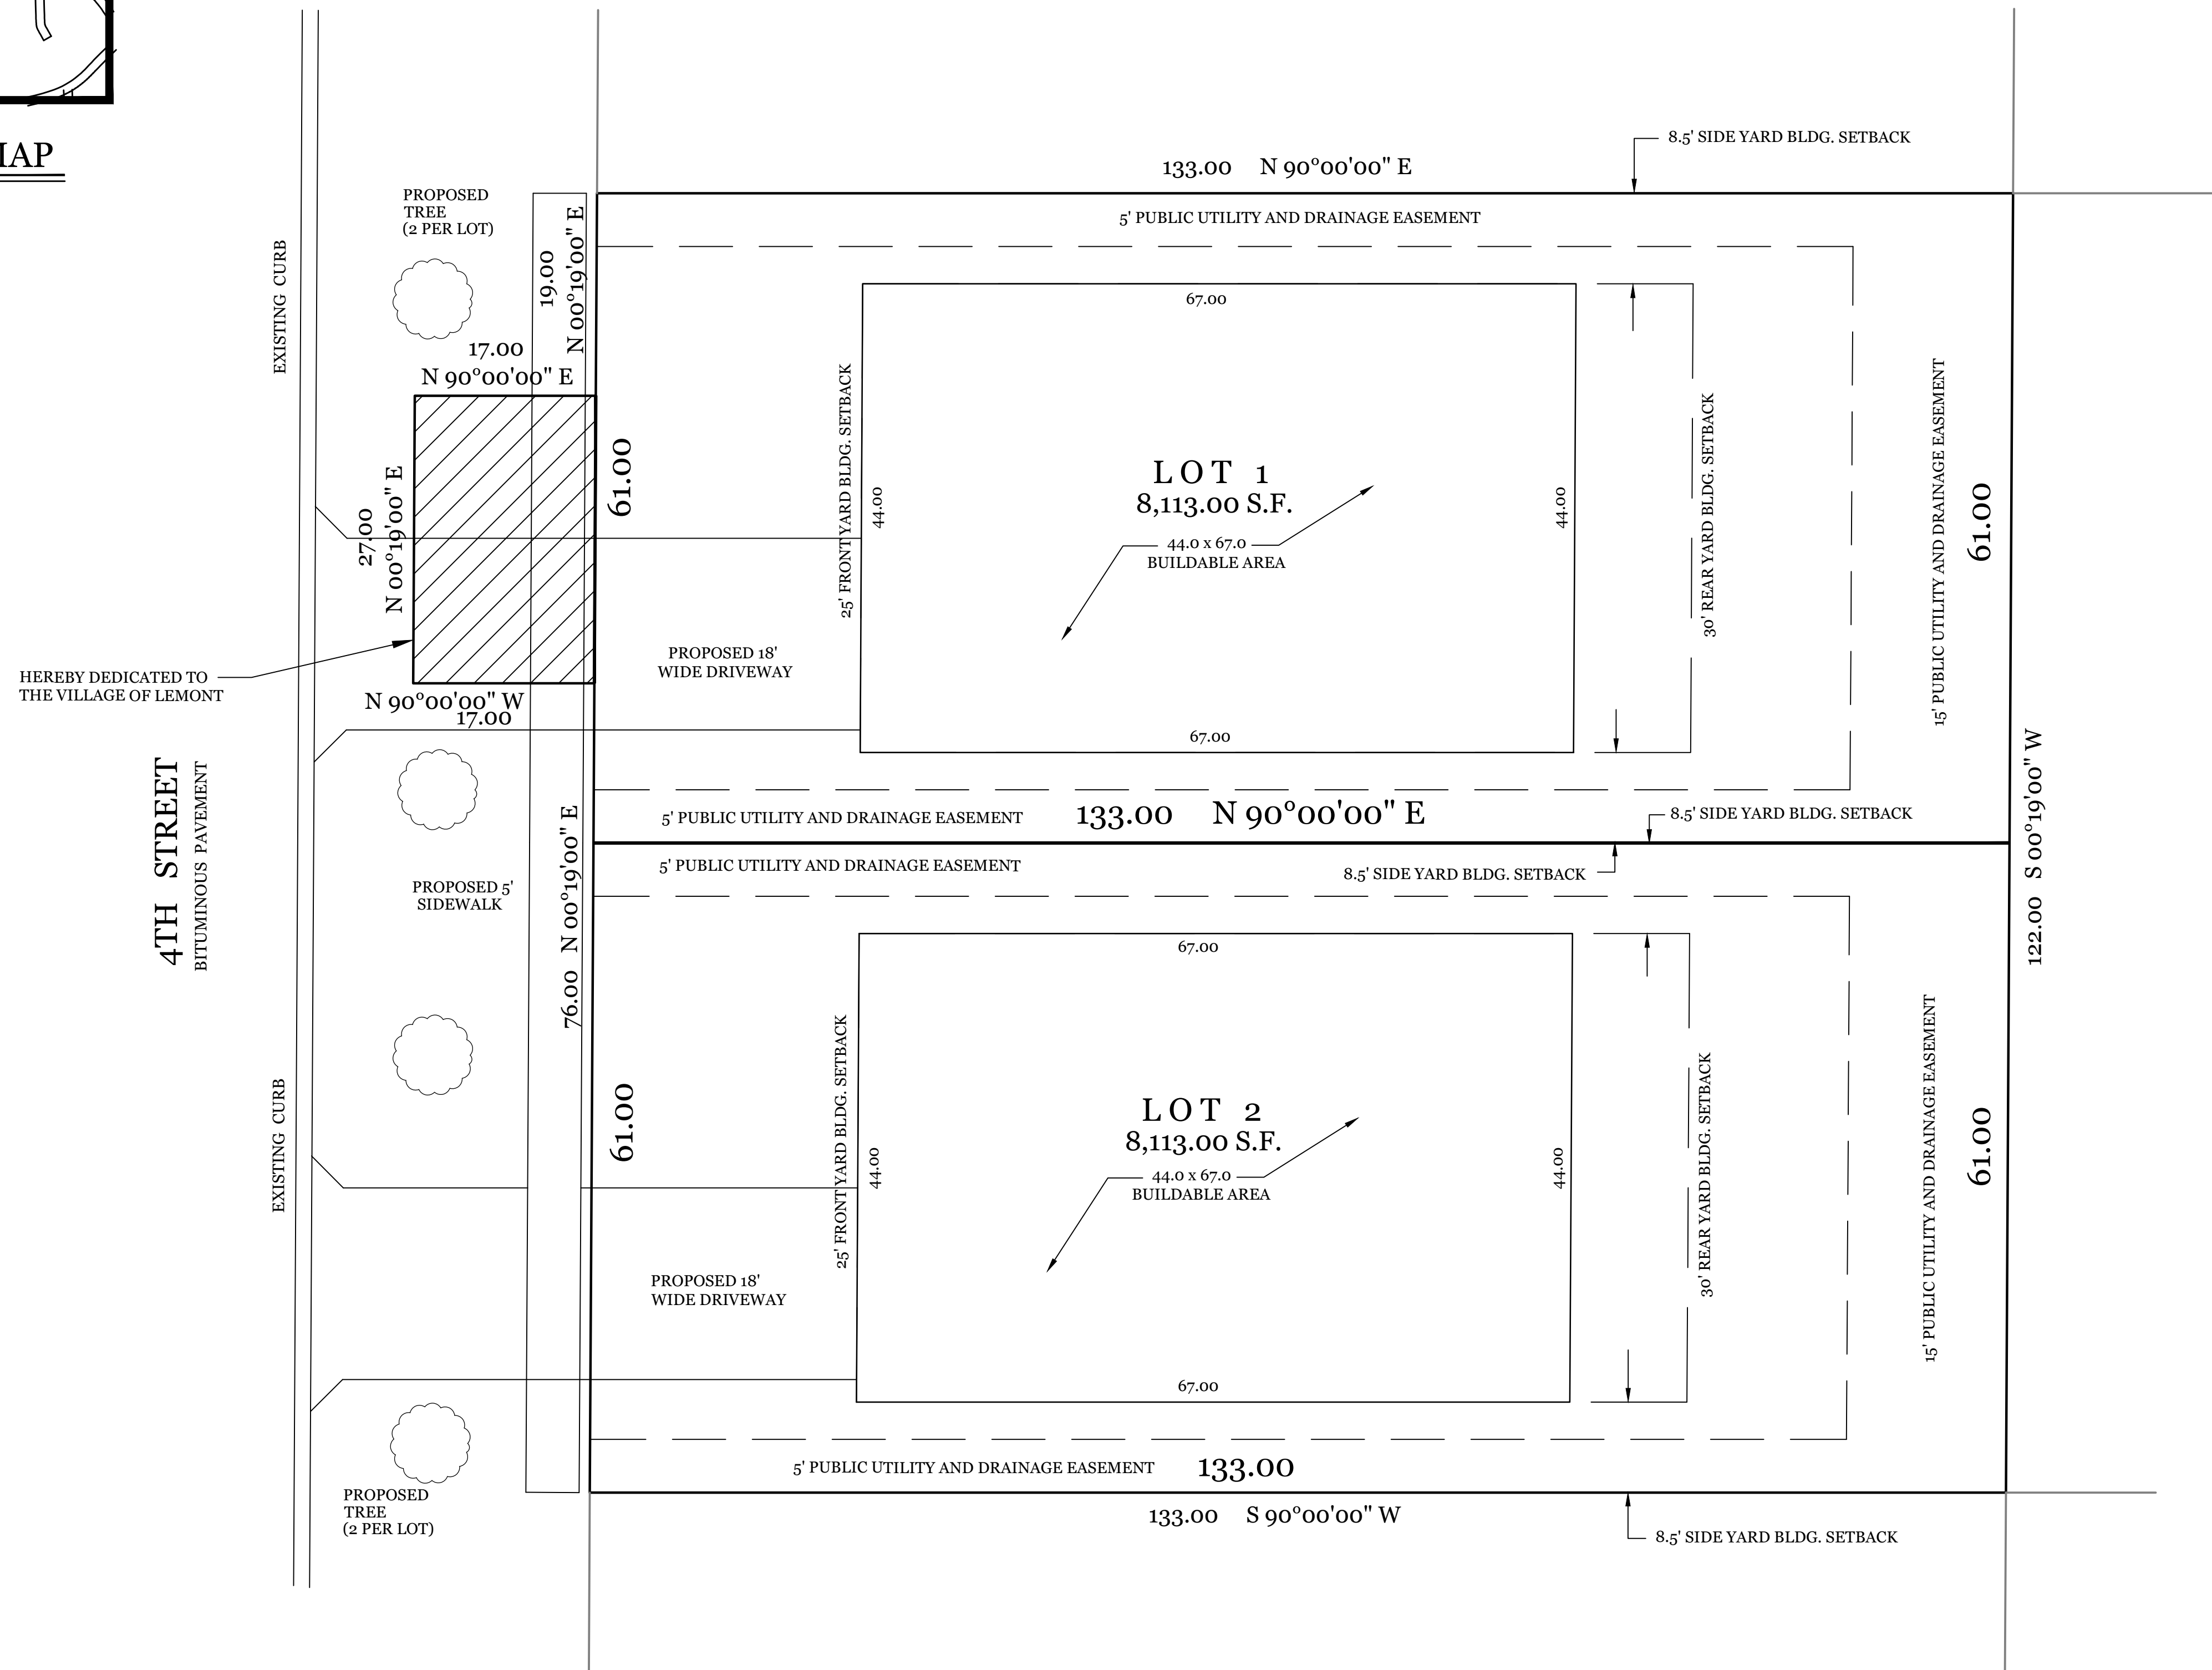 IAP
8.5' SIDE YARD BLDG. SETBACK
133.00 N 90°00'00" E
PROPOSED
TREE
(2 PER LOT)
5' PUBLIC UTILITY AND DRAINAGE EASEMENT
19.00
N 00°19'00" E
EXISTING CURB
67.00
17.00
N 90°00'00" E
61.00
25' FRONT YARD BLDG. SETBACK
44.00
LOT 1
8,113.00 S.F.
44.0 x 67.0
BUILDABLE AREA
44.00
30' REAR YARD BLDG. SETBACK
15' PUBLIC UTILITY AND DRAINAGE EASEMENT
61.00
27.00
N 00°19'00" E
PROPOSED 18'
WIDE DRIVEWAY
HEREBY DEDICATED TO
THE VILLAGE OF LEMONT
N 90°00'00" W
17.00
67.00
4TH STREET
BITUMINOUS PAVEMENT
5' PUBLIC UTILITY AND DRAINAGE EASEMENT
133.00 N 90°00'00" E
8.5' SIDE YARD BLDG. SETBACK
5' PUBLIC UTILITY AND DRAINAGE EASEMENT
8.5' SIDE YARD BLDG. SETBACK
122.00 S 00°19'00" W
PROPOSED 5'
SIDEWALK
76.00 N 00°19'00" E
67.00
EXISTING CURB
61.00
25' FRONT YARD BLDG. SETBACK
44.00
LOT 2
8,113.00 S.F.
44.0 x 67.0
BUILDABLE AREA
44.00
30' REAR YARD BLDG. SETBACK
15' PUBLIC UTILITY AND DRAINAGE EASEMENT
61.00
PROPOSED 18'
WIDE DRIVEWAY
67.00
5' PUBLIC UTILITY AND DRAINAGE EASEMENT
133.00
PROPOSED
TREE
(2 PER LOT)
133.00 S 90°00'00" W
8.5' SIDE YARD BLDG. SETBACK